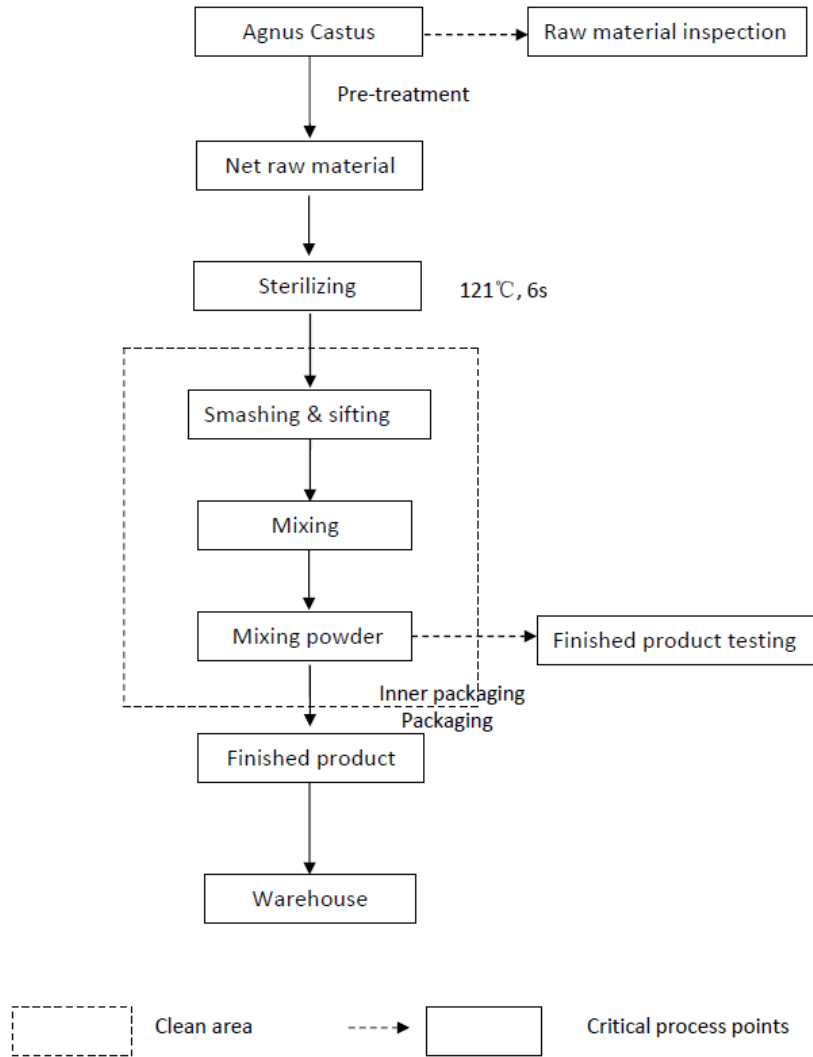 Agnus Castus
Raw material inspection
Pre-treatment
Net raw material
Sterilizing
121℃, 6s
Smashing & sifting
Mixing
Mixing powder
Finished product testing
Inner packaging
Packaging
Finished product
Warehouse
Clean area
Critical process points